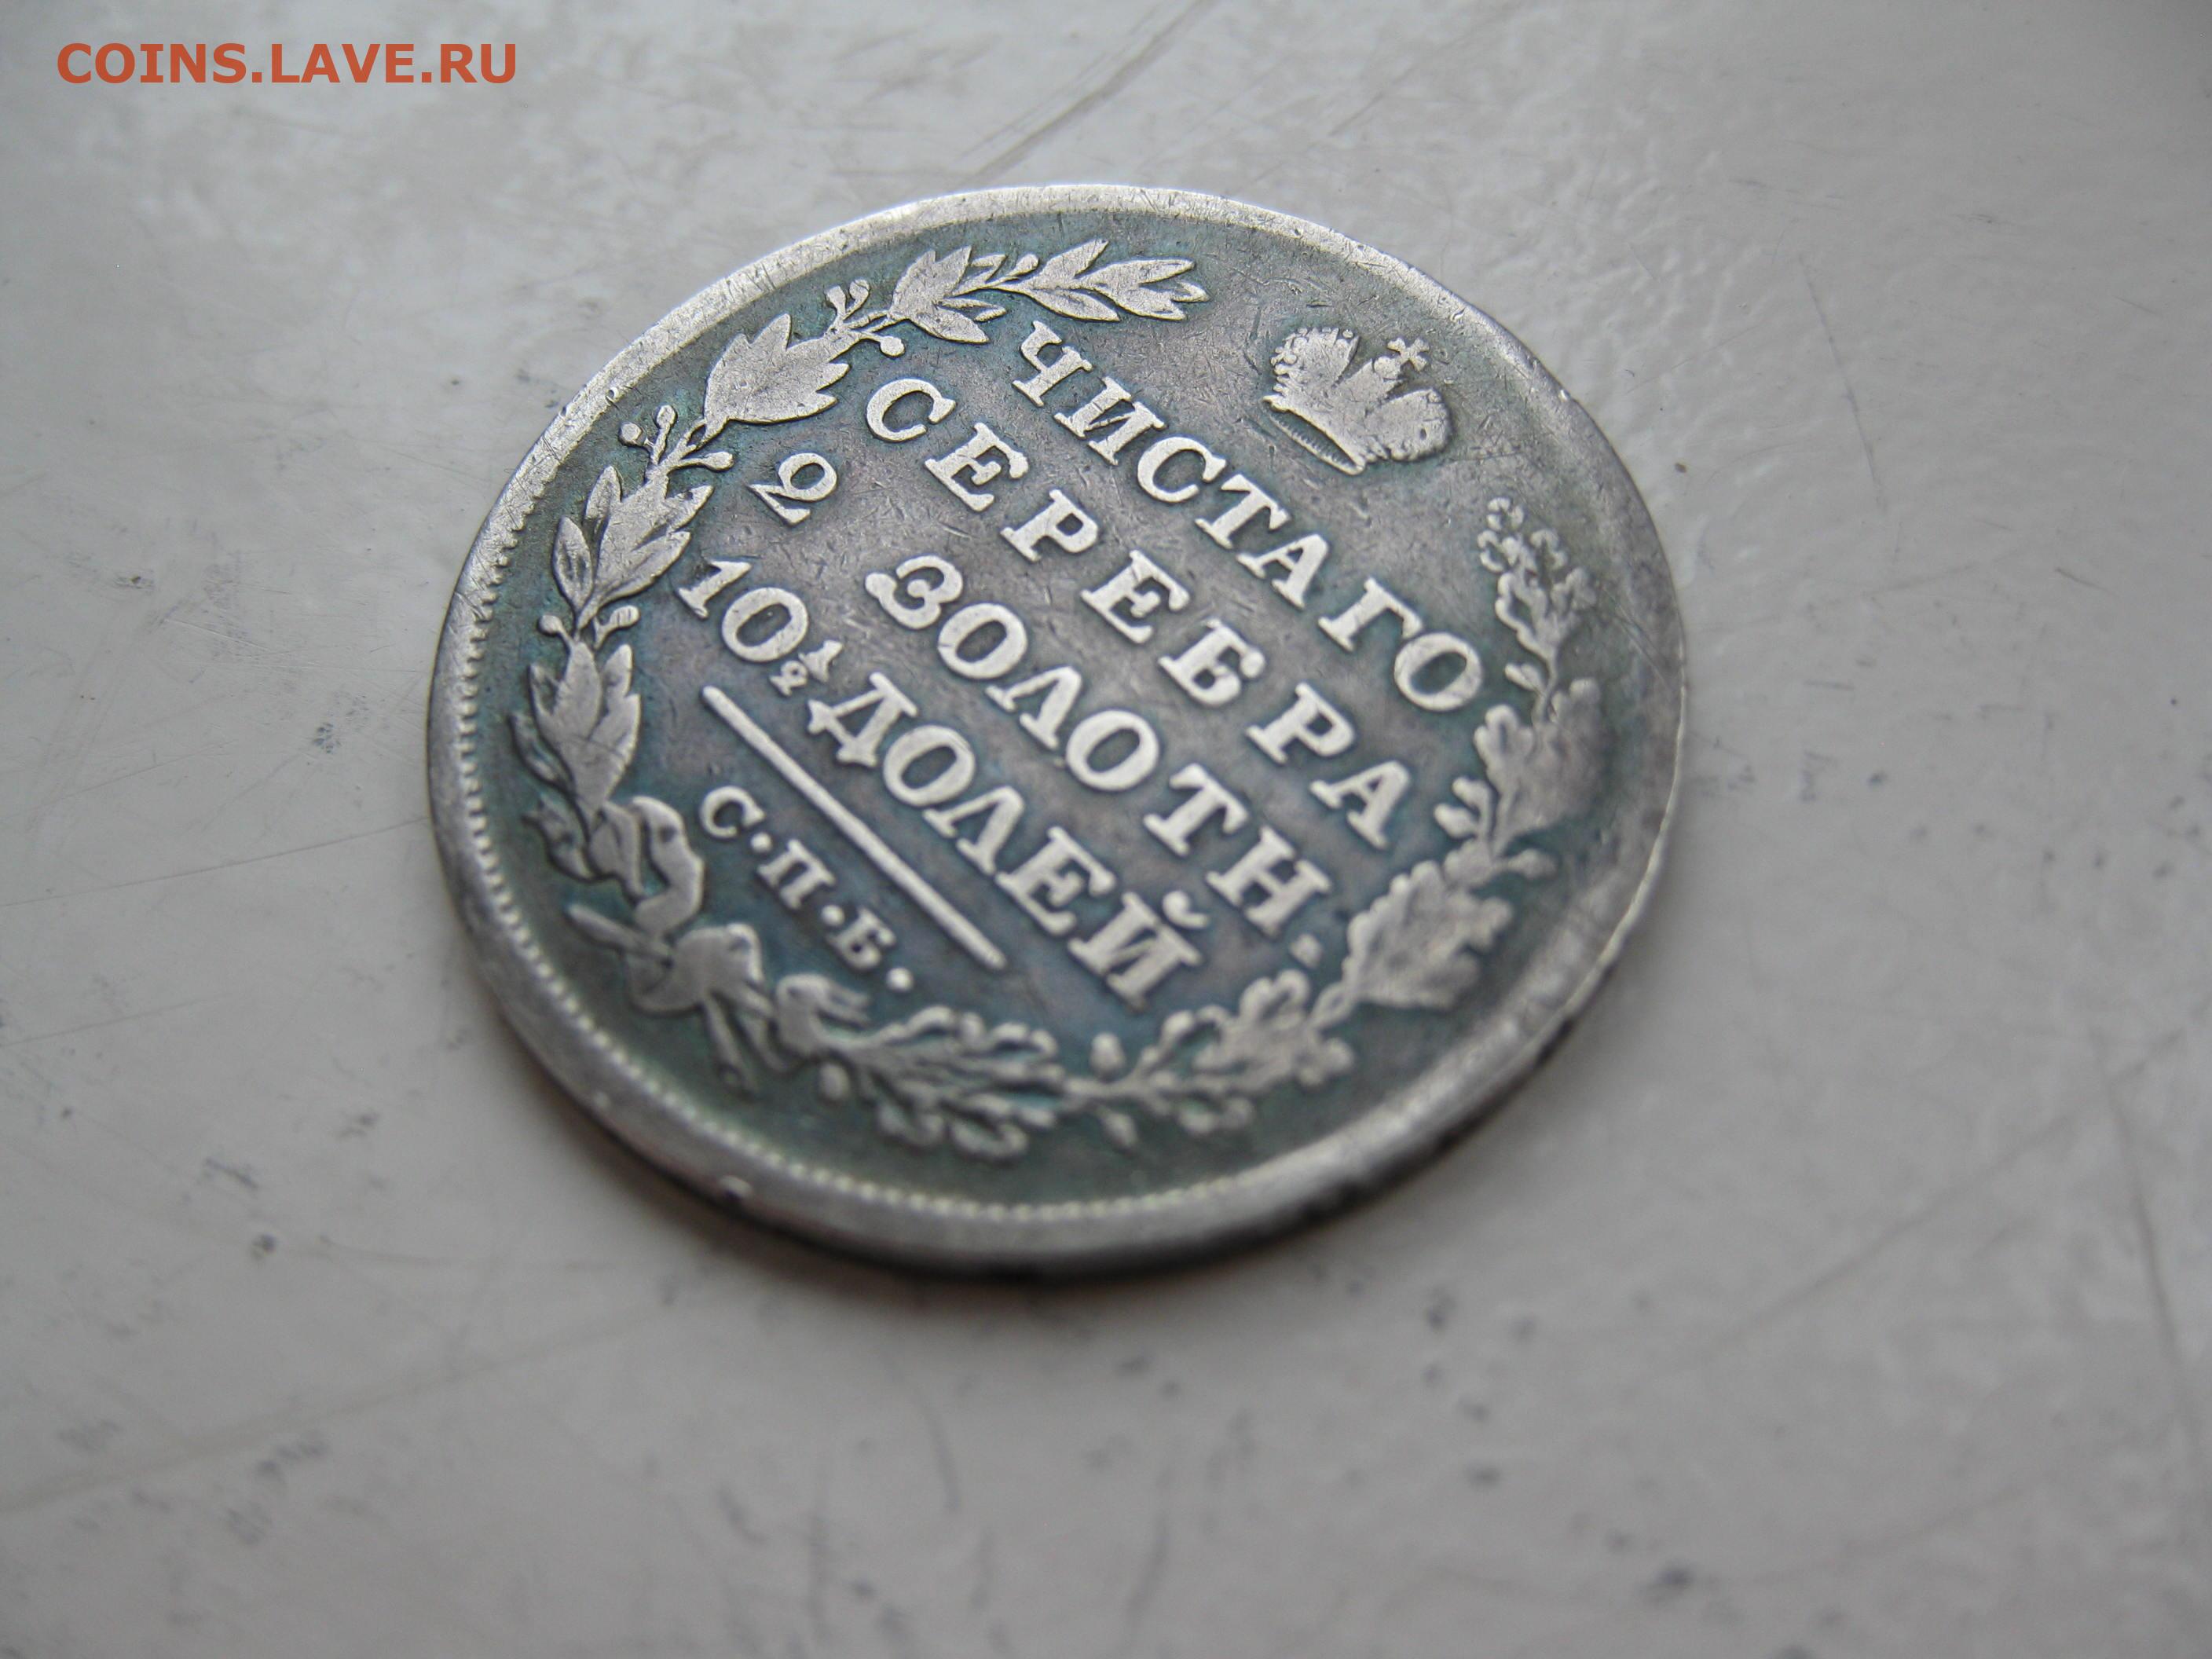 COINS.LAVE.RU
ЧИСТАГО
СЕРЕБРА
2 ЗОЛОТН.
10½ ДОЛЕЙ
С·П·Б.